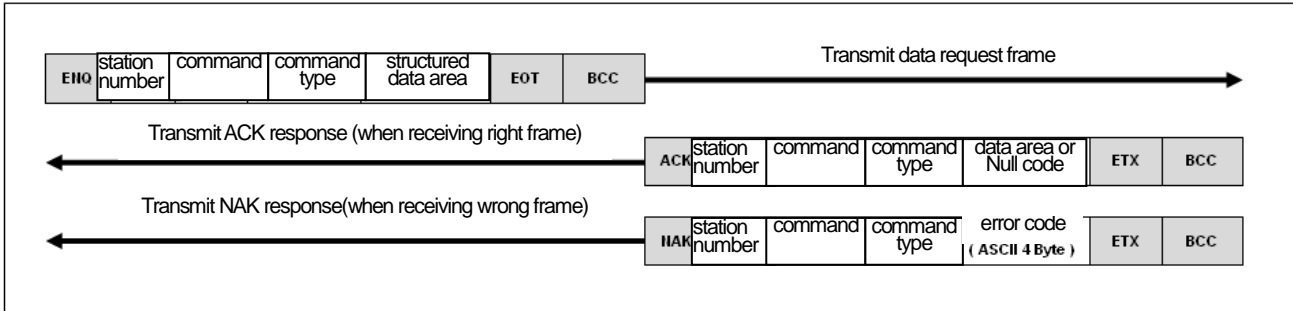 Transmit data request frame
ENQ station number command command type structured data area EOT BCC
Transmit ACK response (when receiving right frame)
ACK station number command command type data area or Null code ETX BCC
Transmit NAK response(when receiving wrong frame)
NAK station number command command type error code ( ASCII 4 Byte ) ETX BCC